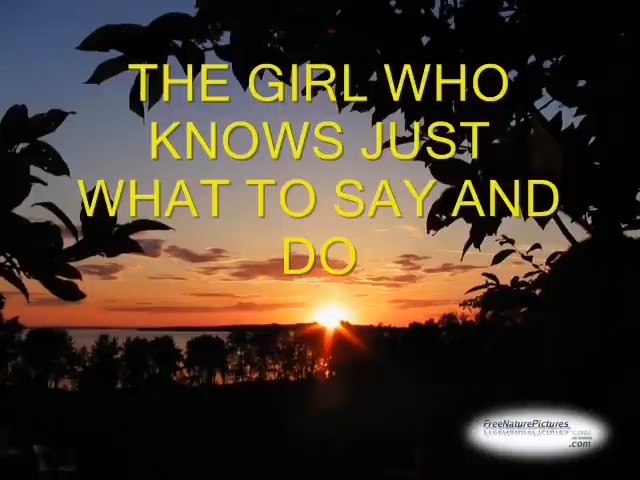 THE GIRL WHO
KNOWS JUST
WHAT TO SAY AND
DO
FreeNaturePictures
.com